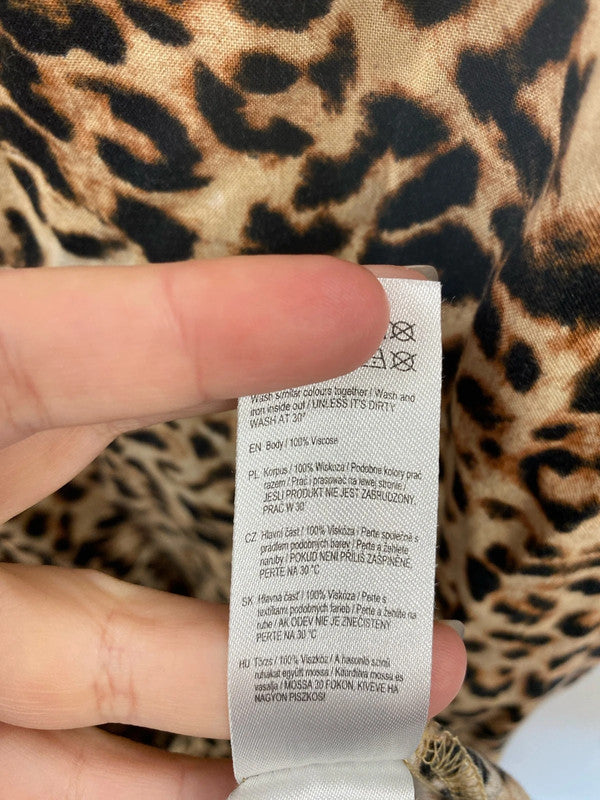 Wash similar colours together / Wash and
iron inside out / UNLESS IT'S DIRTY
WASH AT 30°
EN Body / 100% Viscose
PL Korpus / 100% Wiskoza / Podobne kolory prać
razem / Prać i prasować na lewej stronie /
JEŚLI PRODUKT NIE JEST ZABRUDZONY,
PRAĆ W 30°
CZ Hlavní část / 100% Viskóza / Perte společně s
prádlem podobných barev / Perte a žehlete
naruby / POKUD NENÍ PŘÍLIŠ ZAŠPINĚNÉ,
PERTE NA 30 °C
SK Hlavná časť / 100% Viskóza / Perte s
textíliami podobných farieb / Perte a žehlite na
rube / AK ODEV NIE JE ZNEČISTENÝ
PERTE NA 30 °C
HU Törzs / 100% Viszkóz / A hasonló színű
ruhákat együtt mossa / Kifordítva mossa és
vasalja / MOSSA 30 FOKON, KIVÉVE HA
NAGYON PISZKOS!